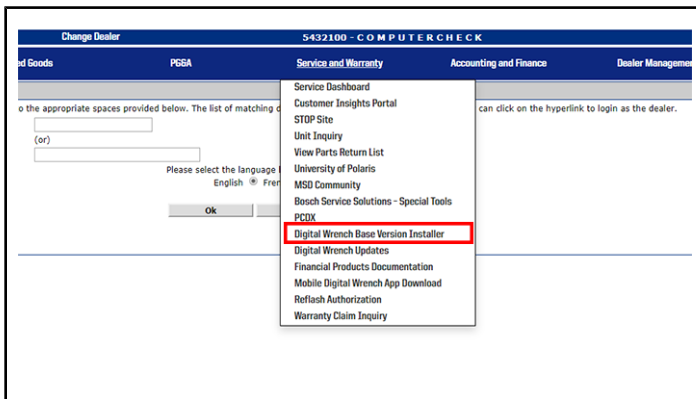 Change Dealer 5432100 - C O M P U T E R C H E C K
ed Goods PG&A Service and Warranty Accounting and Finance Dealer Manageme
Service Dashboard
o the appropriate spaces provided below. The list of matching d can click on the hyperlink to login as the dealer.
Customer Insights Portal
STOP Site
(or)
Unit Inquiry
View Parts Return List
Please select the language
University of Polaris
English Fren
MSD Community
Bosch Service Solutions - Special Tools
Ok
PCDX
Digital Wrench Base Version Installer
Digital Wrench Updates
Financial Products Documentation
Mobile Digital Wrench App Download
Reflash Authorization
Warranty Claim Inquiry